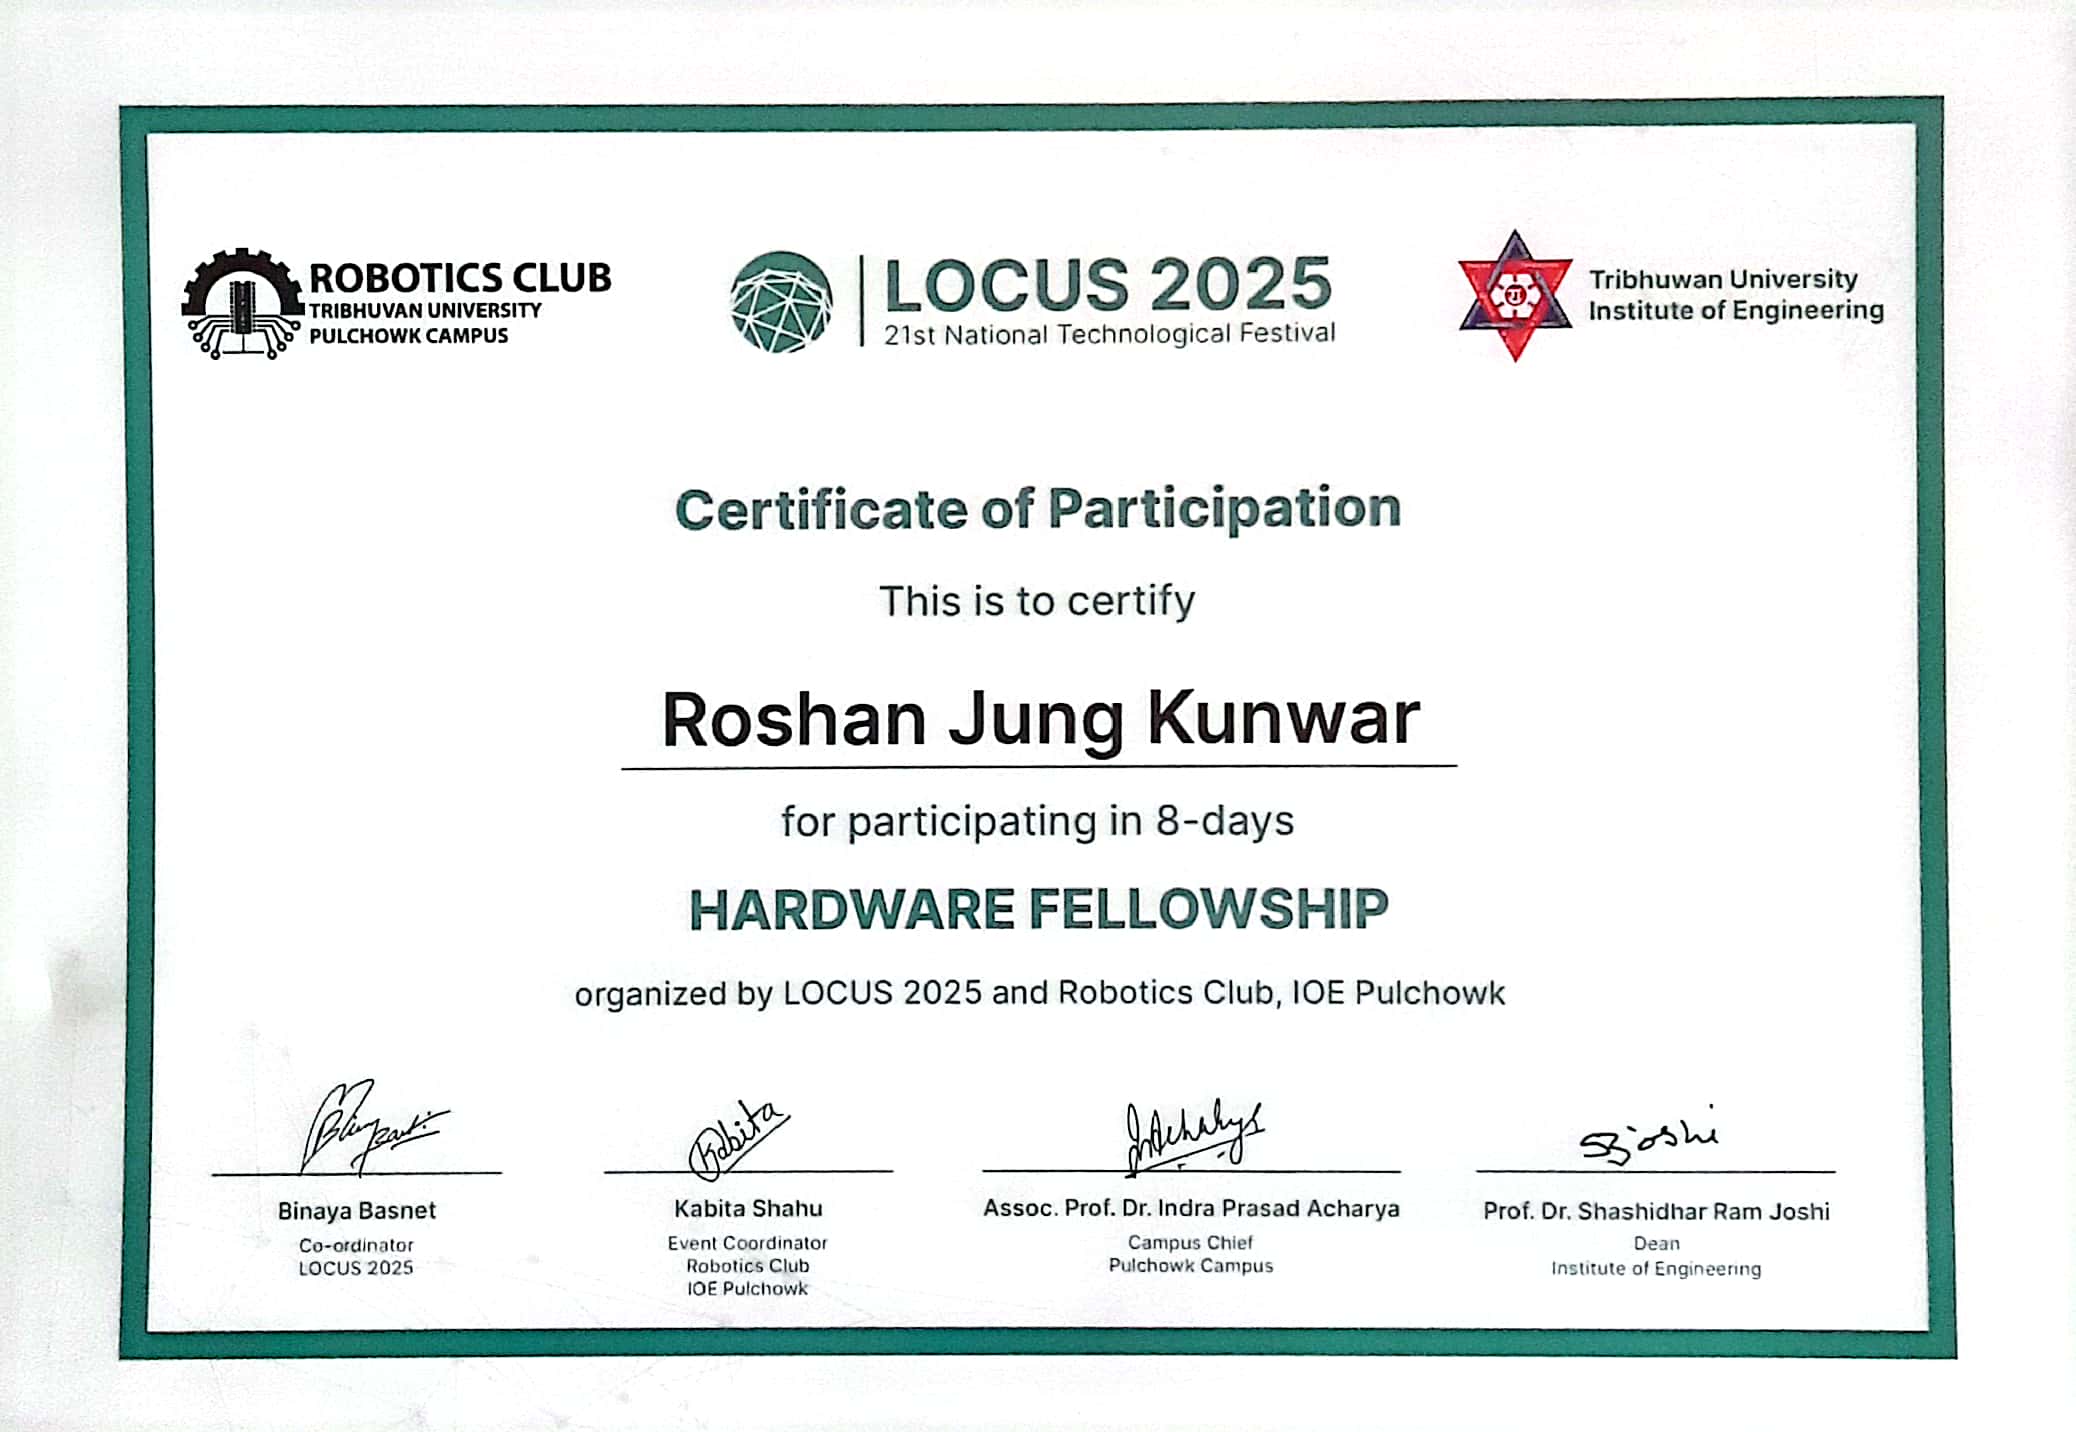 ROBOTICS CLUB
TRIBHUVAN UNIVERSITY
PULCHOWK CAMPUS
LOCUS 2025
21st National Technological Festival
Tribhuwan University
Institute of Engineering
Certificate of Participation
This is to certify
Roshan Jung Kunwar
for participating in 8-days
HARDWARE FELLOWSHIP
organized by LOCUS 2025 and Robotics Club, IOE Pulchowk
Kabita
SRJoshi
Binaya Basnet
Co-ordinator
LOCUS 2025
Kabita Shahu
Event Coordinator
Robotics Club
IOE Pulchowk
Assoc. Prof. Dr. Indra Prasad Acharya
Campus Chief
Pulchowk Campus
Prof. Dr. Shashidhar Ram Joshi
Dean
Institute of Engineering